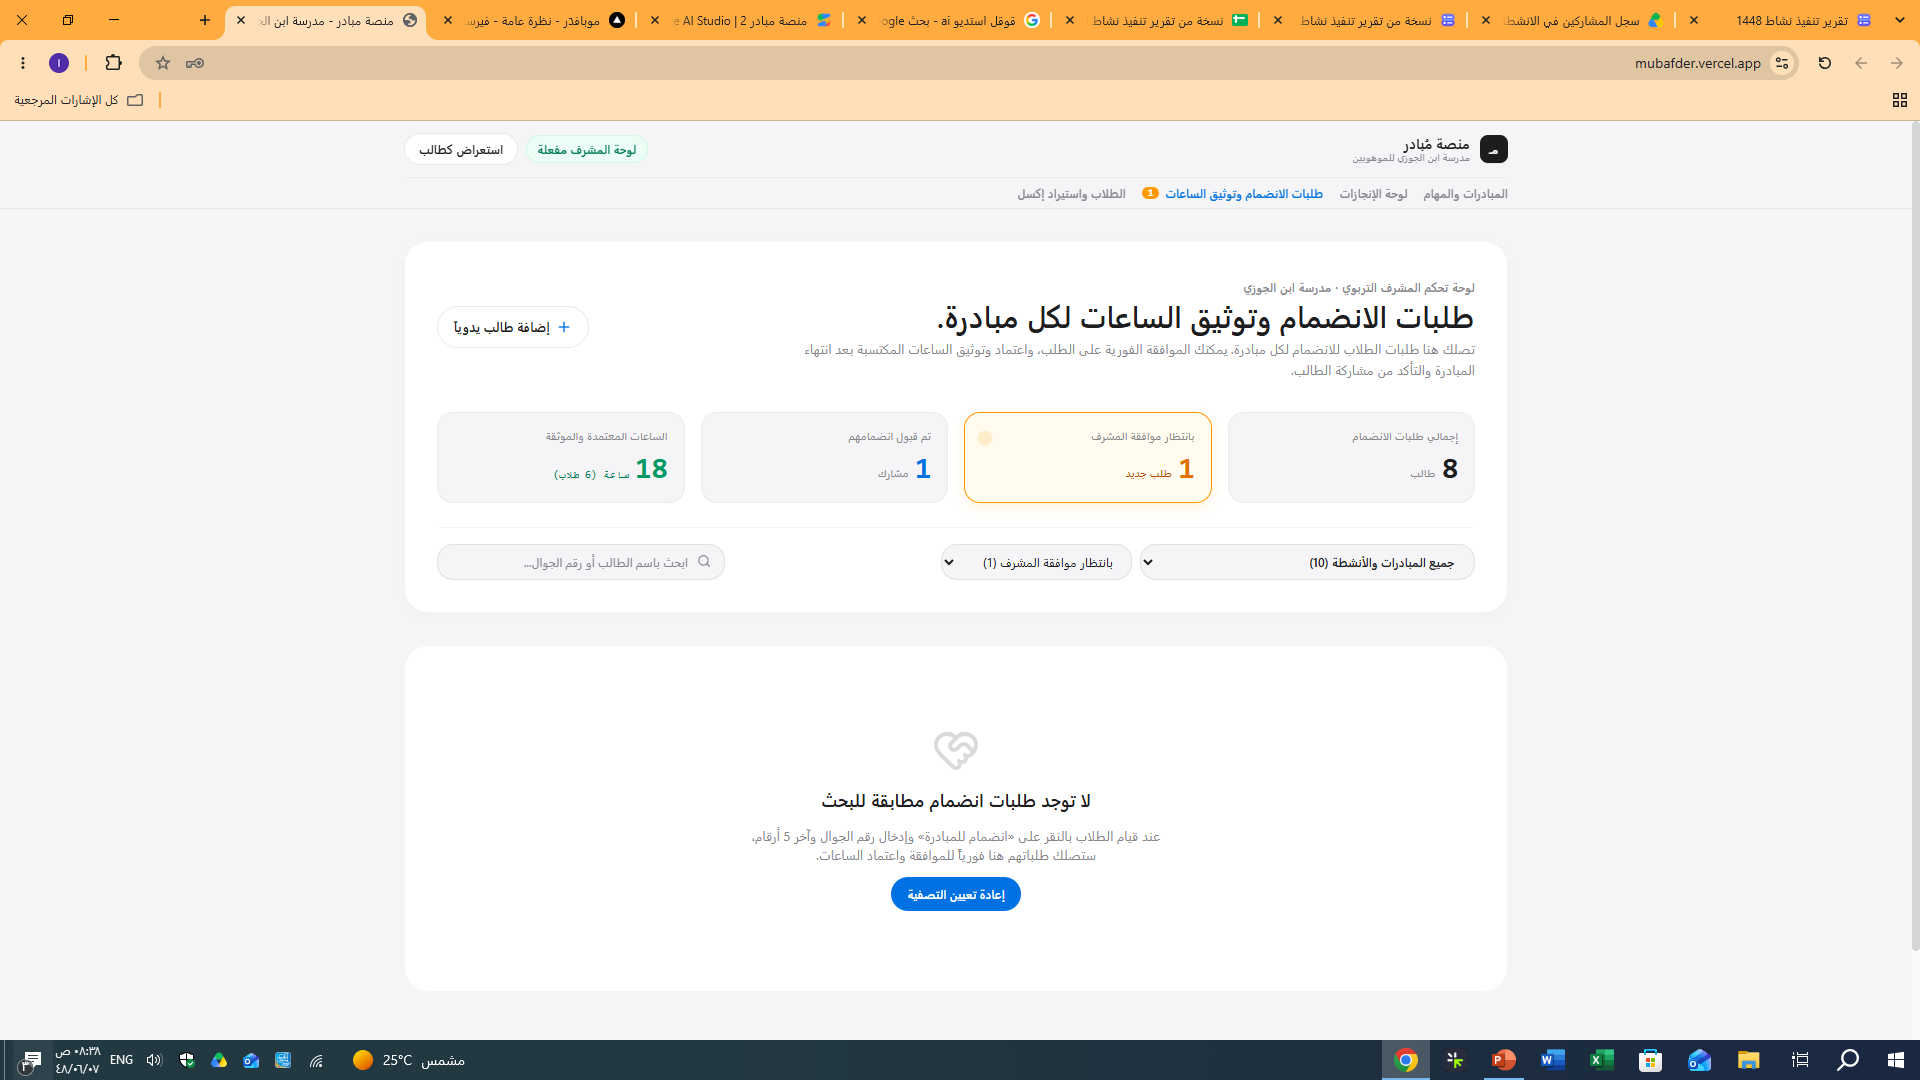 تقرير تنفيذ نشاط 1448
سجل المشاركين في الانشطة
نسخة من تقرير تنفيذ نشاط
نسخة من تقرير تنفيذ نشاط
قوقل استديو ai - بحث
منصة مبادر 2 | AI Studio
موبافدَر - نظرة عامة - فيرس
منصة مبادر - مدرسة ابن الج
mubafder.vercel.app
I
كل الإشارات المرجعية
مـ
منصة مُبادر
مدرسة ابن الجوزي للموهوبين
لوحة المشرف مفعلة
استعراض كطالب
المبادرات والمهام
لوحة الإنجازات
طلبات الانضمام وتوثيق الساعات 1
الطلاب واستيراد إكسل
لوحة تحكم المشرف التربوي · مدرسة ابن الجوزي
طلبات الانضمام وتوثيق الساعات لكل مبادرة.
تصلك هنا طلبات الطلاب للانضمام لكل مبادرة. يمكنك الموافقة الفورية على الطلب، واعتماد وتوثيق الساعات المكتسبة بعد انتهاء
المبادرة والتأكد من مشاركة الطالب.
+ إضافة طالب يدوياً
إجمالي طلبات الانضمام
8 طالب
بانتظار موافقة المشرف
1 طلب جديد
تم قبول انضمامهم
1 مشارك
الساعات المعتمدة والموثقة
18 ساعة (6 طلاب)
جميع المبادرات والأنشطة (10)
بانتظار موافقة المشرف (1)
ابحث باسم الطالب أو رقم الجوال...
لا توجد طلبات انضمام مطابقة للبحث
عند قيام الطلاب بالنقر على «انضمام للمبادرة» وإدخال رقم الجوال وآخر 5 أرقام،
ستصلك طلباتهم هنا فورياً للموافقة واعتماد الساعات.
إعادة تعيين التصفية
مشمس 25°C
ENG
٠٨:٣٨ ص
٤٨/٠٦/٠٧
٣